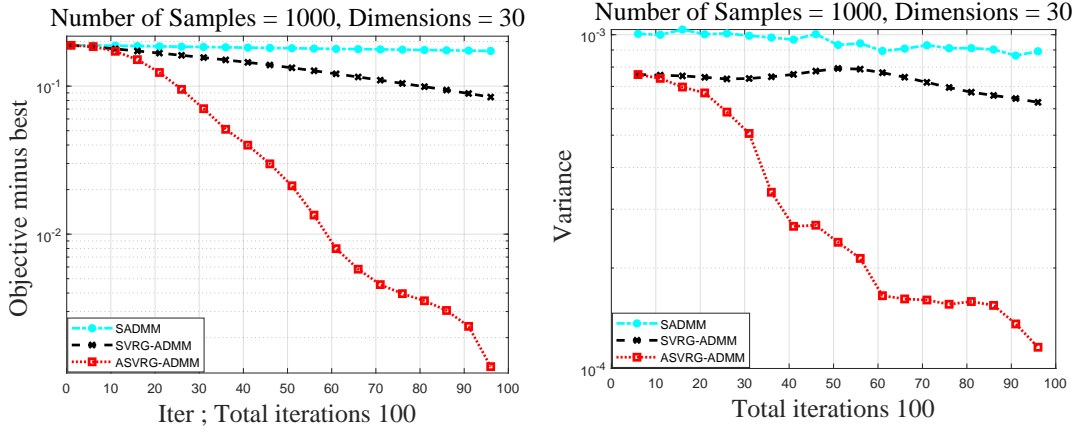 Number of Samples = 1000, Dimensions = 30
Objective minus best
10^-1
10^-2
SADMM
SVRG-ADMM
ASVRG-ADMM
0 10 20 30 40 50 60 70 80 90 100
Iter ; Total iterations 100
Number of Samples = 1000, Dimensions = 30
Variance
10^-3
10^-4
SADMM
SVRG-ADMM
ASVRG-ADMM
0 10 20 30 40 50 60 70 80 90 100
Total iterations 100